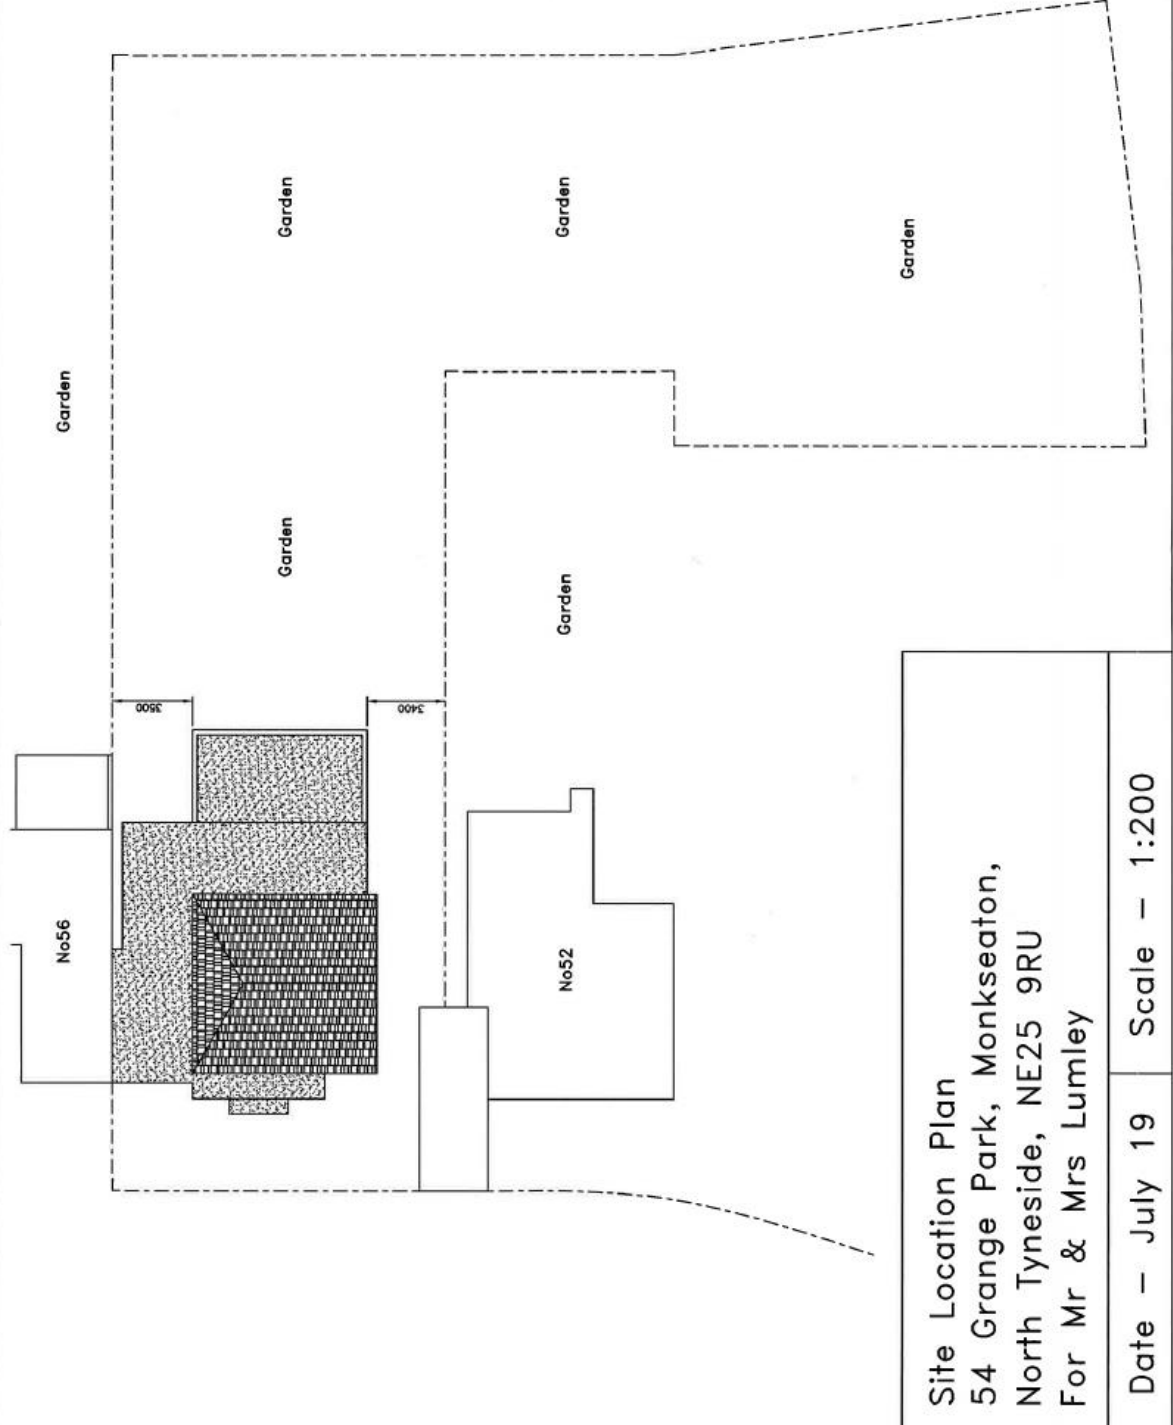 Garden
Garden
Garden
Garden
Garden
Garden
3500
3400
No56
No52
Site Location Plan
54 Grange Park, Monkseaton,
North Tyneside, NE25 9RU
For Mr & Mrs Lumley
Date – July 19
Scale – 1:200